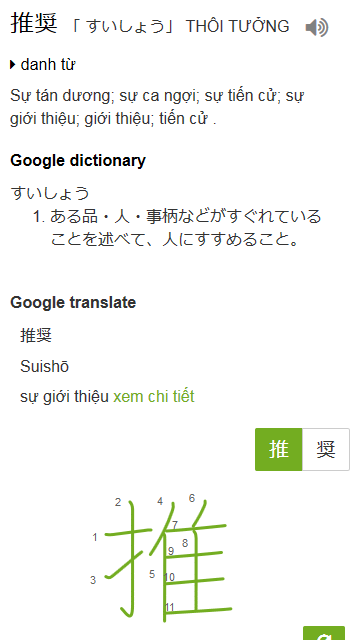 推奨 「 すいしょう」 THÔI TƯỞNG
danh từ
Sự tán dương; sự ca ngợi; sự tiến cử; sự
giới thiệu; giới thiệu; tiến cử .
Google dictionary
すいしょう
1. ある品・人・事柄などがすぐれている
ことを述べて、人にすすめること。
Google translate
推奨
Suishō
sự giới thiệu xem chi tiết
推 奨
推
1
2
3
4
5
6
7
8
9
10
11